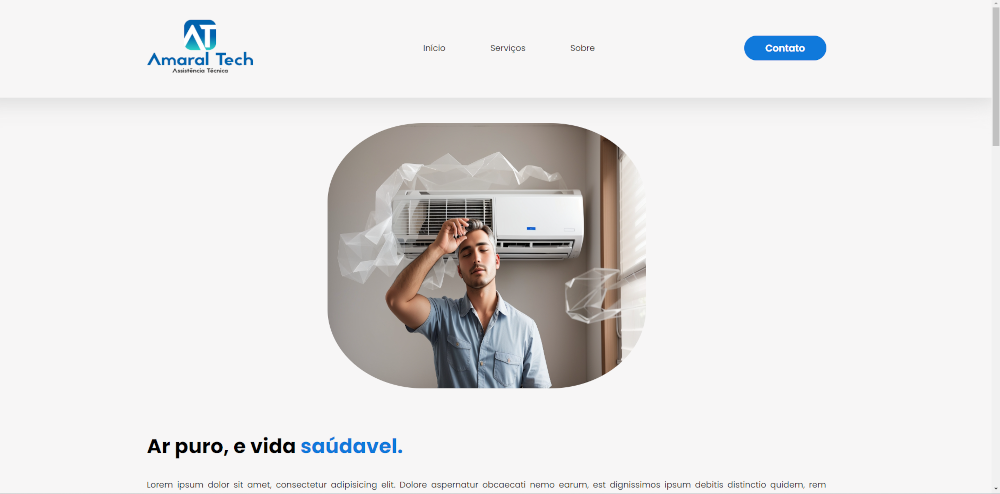 AT
Amaral Tech
Assistência Técnica
Início
Serviços
Sobre
Contato
Ar puro, e vida saúdavel.
Lorem ipsum dolor sit amet, consectetur adipisicing elit. Dolore aspernatur obcaecati nemo earum, est dignissimos ipsum debitis distinctio quidem, rem